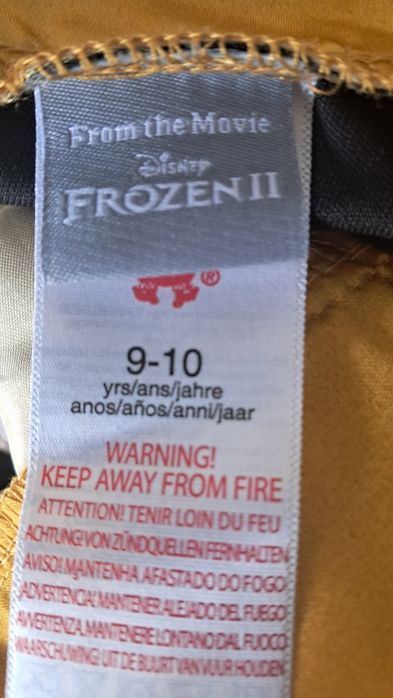 From the Movie
Disney
FROZEN II
®
9-10
yrs/ans/jahre
anos/años/anni/jaar
WARNING!
KEEP AWAY FROM FIRE
ATTENTION! TENIR LOIN DU FEU
ACHTUNG! VON ZÜNDQUELLEN FERNHALTEN
AVISO! MANTENHA AFASTADO DO FOGO
¡ADVERTENCIA! MANTENER ALEJADO DEL FUEGO
AVVERTENZA. MANTENERE LONTANO DAL FUOCO
WAARSCHUWING! UIT DE BUURT VAN VUUR HOUDEN